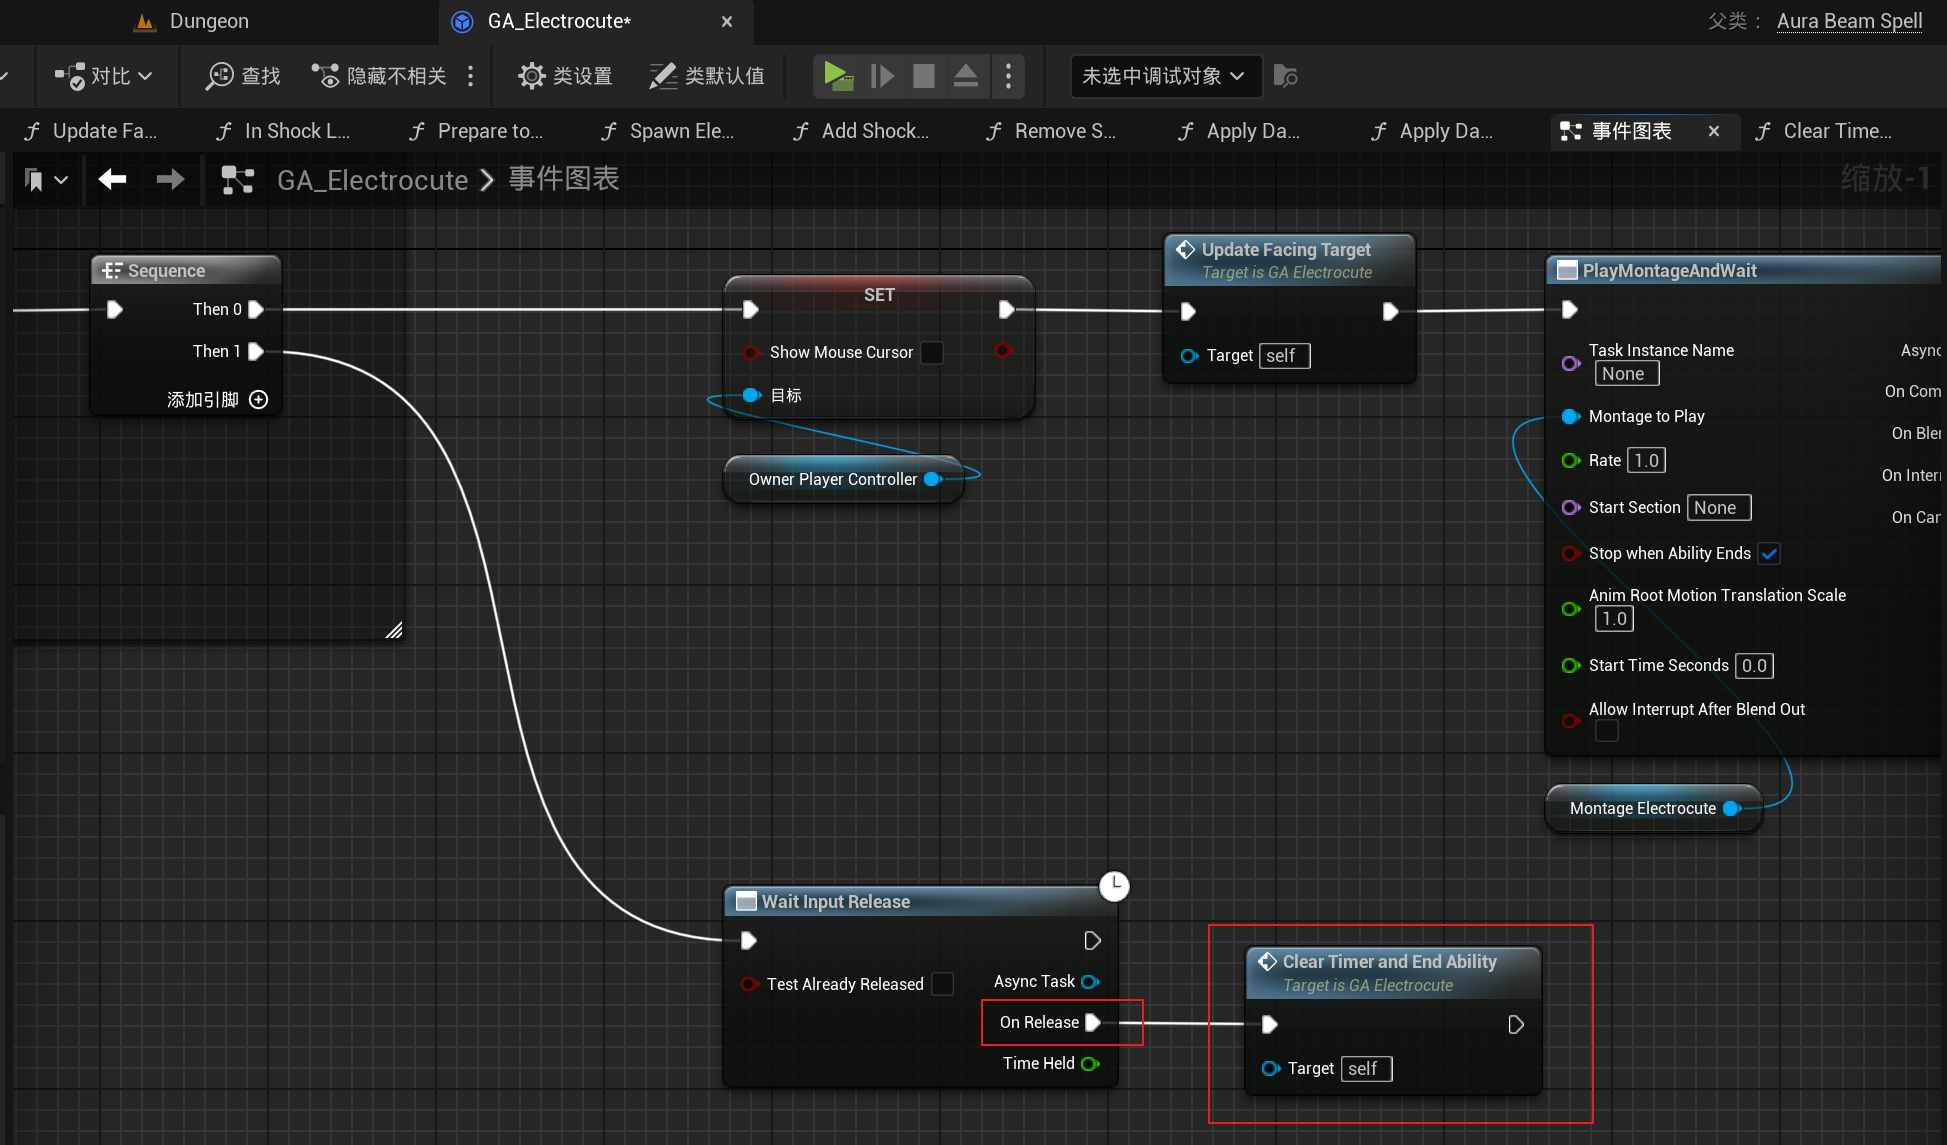 Dungeon
GA_Electrocute*
父类：
Aura Beam Spell
对比
查找
隐藏不相关
类设置
类默认值
未选中调试对象
Update Fa...
In Shock L...
Prepare to...
Spawn Ele...
Add Shock...
Remove S...
Apply Da...
Apply Da...
事件图表
Clear Time...
GA_Electrocute
事件图表
缩放-1
Sequence
Then 0
Then 1
添加引脚
SET
Show Mouse Cursor
目标
Owner Player Controller
Update Facing Target
Target is GA Electrocute
Target self
PlayMontageAndWait
Task Instance Name
None
Async
On Com
Montage to Play
On Ble
Rate 1.0
On Inter
Start Section None
On Can
Stop when Ability Ends
Anim Root Motion Translation Scale
1.0
Start Time Seconds 0.0
Allow Interrupt After Blend Out
Montage Electrocute
Wait Input Release
Test Already Released
Async Task
On Release
Time Held
Clear Timer and End Ability
Target is GA Electrocute
Target self